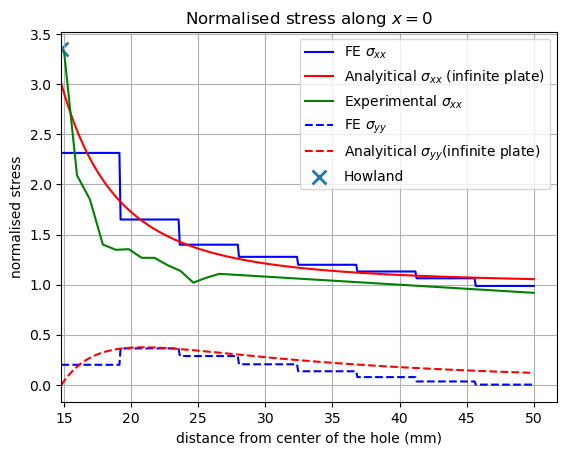 Normalised stress along x = 0
normalised stress
3.5
3.0
2.5
2.0
1.5
1.0
0.5
0.0
FE σxx
Analyitical σxx (infinite plate)
Experimental σxx
FE σyy
Analyitical σyy(infinite plate)
Howland
15 20 25 30 35 40 45 50
distance from center of the hole (mm)